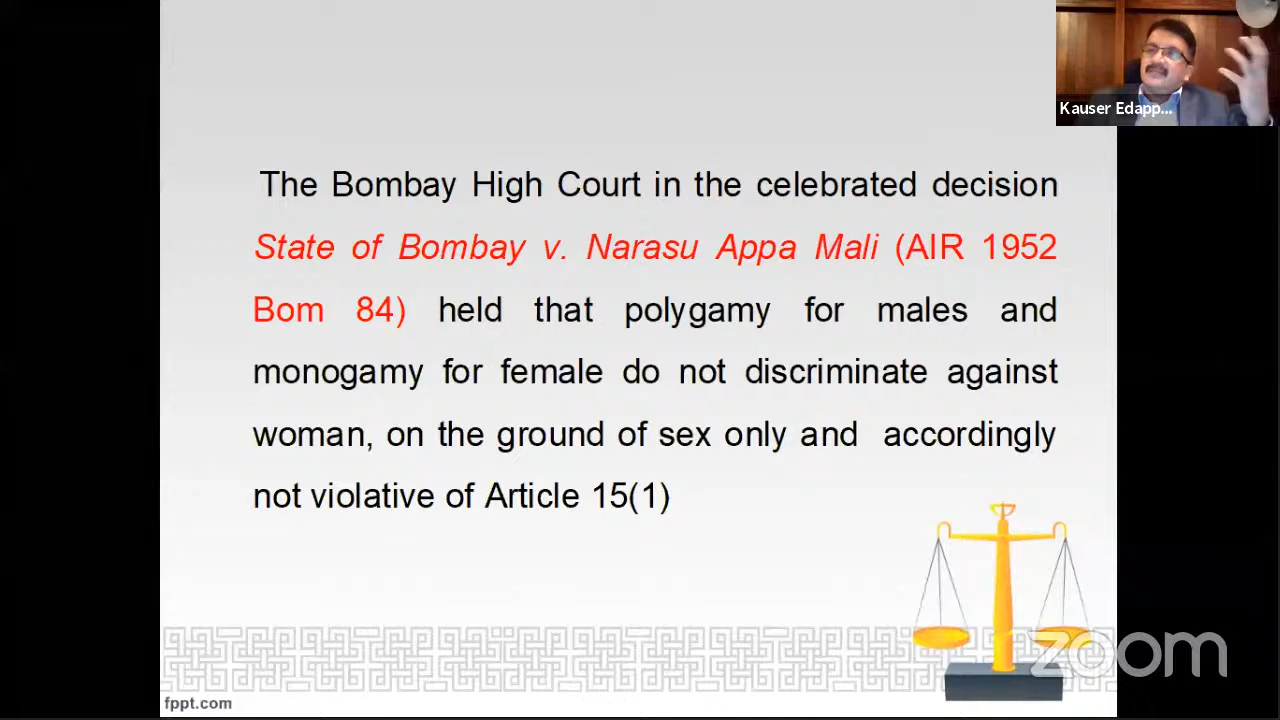 Kauser Edapp...
The Bombay High Court in the celebrated decision
State of Bombay v. Narasu Appa Mali (AIR 1952
Bom 84) held that polygamy for males and
monogamy for female do not discriminate against
woman, on the ground of sex only and accordingly
not violative of Article 15(1)
zoom
fppt.com